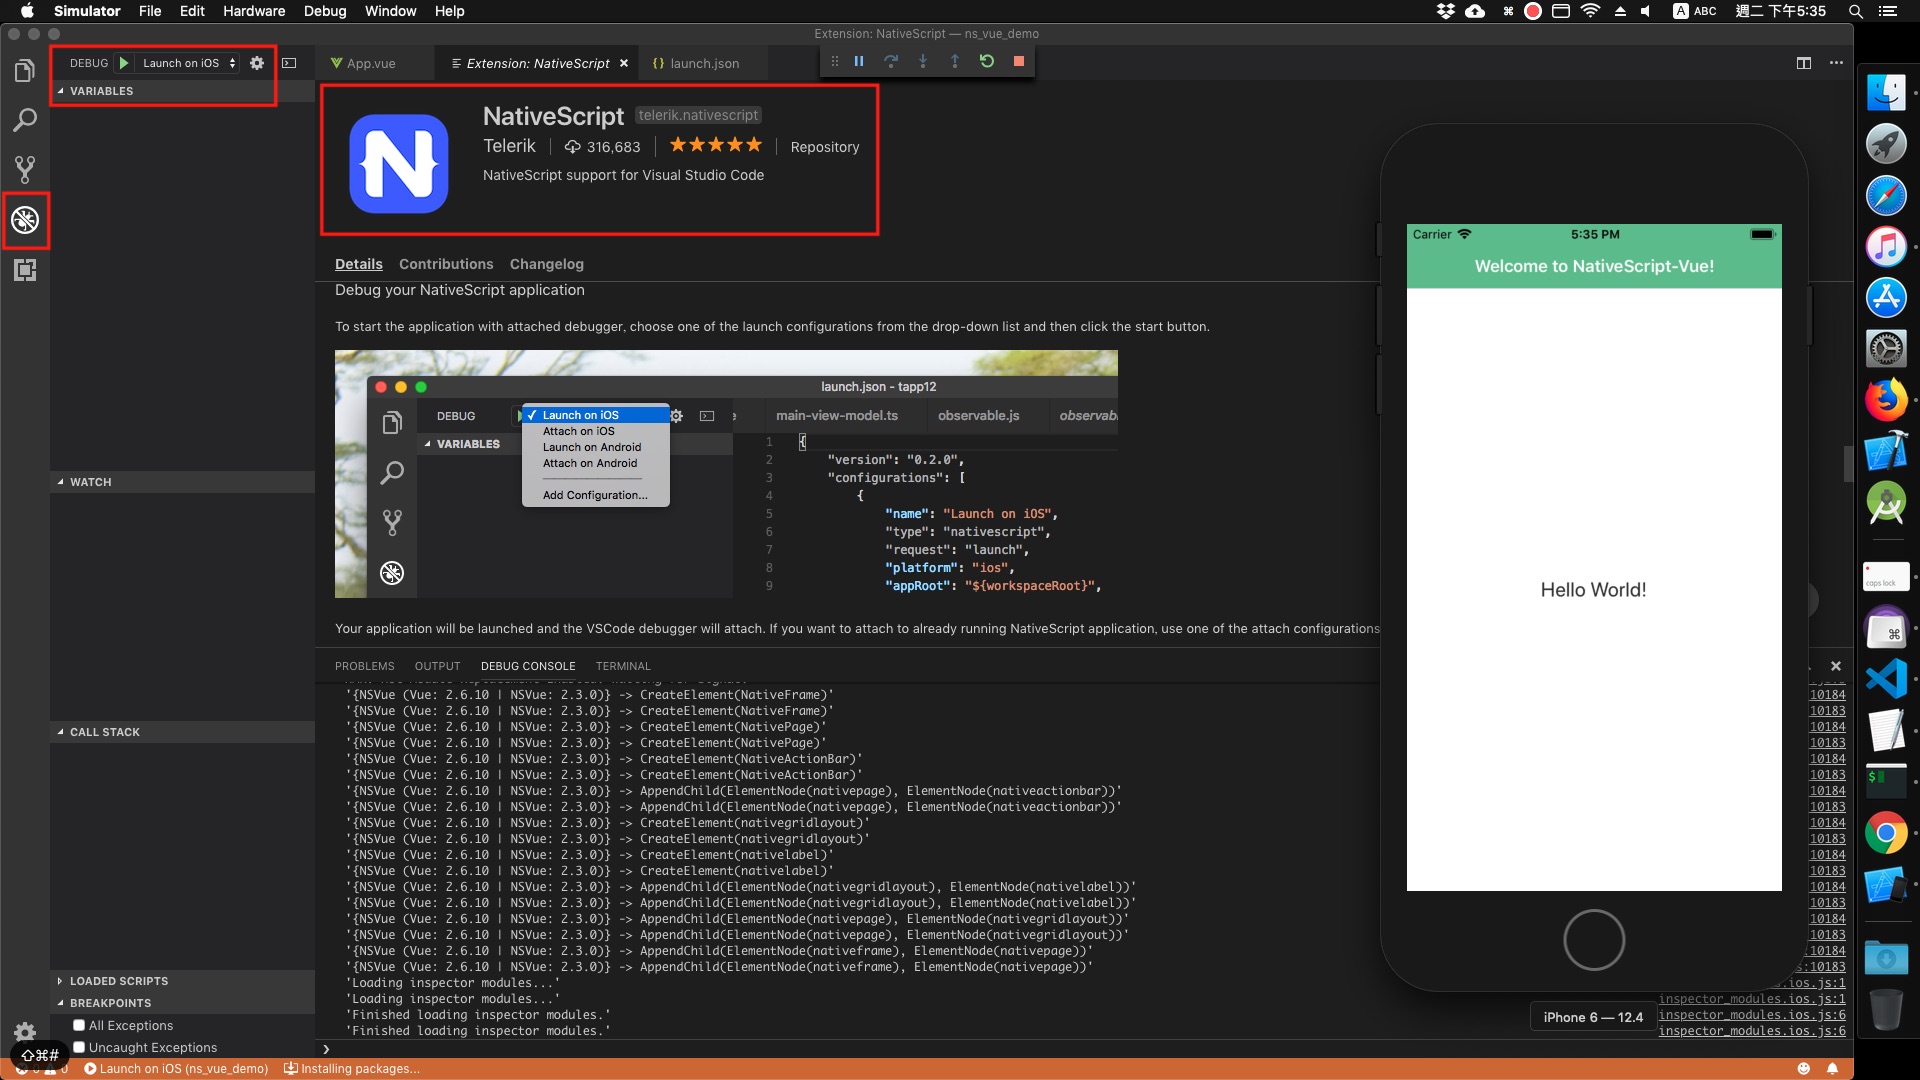 Simulator File Edit Hardware Debug Window Help
A ABC 週二 下午5:35
Extension: NativeScript — ns_vue_demo
DEBUG Launch on iOS
App.vue
Extension: NativeScript
launch.json
VARIABLES
NativeScript telerik.nativescript
Telerik 316,683 Repository
NativeScript support for Visual Studio Code
Details Contributions Changelog
Debug your NativeScript application
To start the application with attached debugger, choose one of the launch configurations from the drop-down list and then click the start button.
launch.json - tapp12
DEBUG
Launch on iOS
Attach on iOS
Launch on Android
Attach on Android
Add Configuration...
VARIABLES
main-view-model.ts observable.js
1 {
2 "version": "0.2.0",
3 "configurations": [
4 {
5 "name": "Launch on iOS",
6 "type": "nativescript",
7 "request": "launch",
8 "platform": "ios",
9 "appRoot": "${workspaceRoot}",
Your application will be launched and the VSCode debugger will attach. If you want to attach to already running NativeScript application, use one of the attach configurations
WATCH
CALL STACK
LOADED SCRIPTS
BREAKPOINTS
All Exceptions
Uncaught Exceptions
PROBLEMS OUTPUT DEBUG CONSOLE TERMINAL
'{NSVue (Vue: 2.6.10 | NSVue: 2.3.0)} -> CreateElement(NativeFrame)' 10184
'{NSVue (Vue: 2.6.10 | NSVue: 2.3.0)} -> CreateElement(NativeFrame)' 10183
'{NSVue (Vue: 2.6.10 | NSVue: 2.3.0)} -> CreateElement(NativePage)' 10184
'{NSVue (Vue: 2.6.10 | NSVue: 2.3.0)} -> CreateElement(NativePage)' 10183
'{NSVue (Vue: 2.6.10 | NSVue: 2.3.0)} -> CreateElement(NativeActionBar)' 10184
'{NSVue (Vue: 2.6.10 | NSVue: 2.3.0)} -> CreateElement(NativeActionBar)' 10183
'{NSVue (Vue: 2.6.10 | NSVue: 2.3.0)} -> AppendChild(ElementNode(nativepage), ElementNode(nativeactionbar))' 10184
'{NSVue (Vue: 2.6.10 | NSVue: 2.3.0)} -> AppendChild(ElementNode(nativepage), ElementNode(nativeactionbar))' 10183
'{NSVue (Vue: 2.6.10 | NSVue: 2.3.0)} -> CreateElement(nativegridlayout)' 10184
'{NSVue (Vue: 2.6.10 | NSVue: 2.3.0)} -> CreateElement(nativegridlayout)' 10183
'{NSVue (Vue: 2.6.10 | NSVue: 2.3.0)} -> CreateElement(nativelabel)' 10184
'{NSVue (Vue: 2.6.10 | NSVue: 2.3.0)} -> CreateElement(nativelabel)' 10183
'{NSVue (Vue: 2.6.10 | NSVue: 2.3.0)} -> AppendChild(ElementNode(nativegridlayout), ElementNode(nativelabel))' 10184
'{NSVue (Vue: 2.6.10 | NSVue: 2.3.0)} -> AppendChild(ElementNode(nativegridlayout), ElementNode(nativelabel))' 10183
'{NSVue (Vue: 2.6.10 | NSVue: 2.3.0)} -> AppendChild(ElementNode(nativepage), ElementNode(nativegridlayout))' 10184
'{NSVue (Vue: 2.6.10 | NSVue: 2.3.0)} -> AppendChild(ElementNode(nativepage), ElementNode(nativegridlayout))' 10183
'{NSVue (Vue: 2.6.10 | NSVue: 2.3.0)} -> AppendChild(ElementNode(nativeframe), ElementNode(nativepage))' 10184
'{NSVue (Vue: 2.6.10 | NSVue: 2.3.0)} -> AppendChild(ElementNode(nativeframe), ElementNode(nativepage))' s:10183
'Loading inspector modules...' .ios.js:1
'Loading inspector modules...' inspector_modules.ios.js:1
'Finished loading inspector modules.' inspector_modules.ios.js:6
'Finished loading inspector modules.' inspector_modules.ios.js:6
Carrier 5:35 PM
Welcome to NativeScript-Vue!
Hello World!
iPhone 6 — 12.4
caps lock
⌘
$
⇧⌘#
0 0 Launch on iOS (ns_vue_demo) Installing packages...